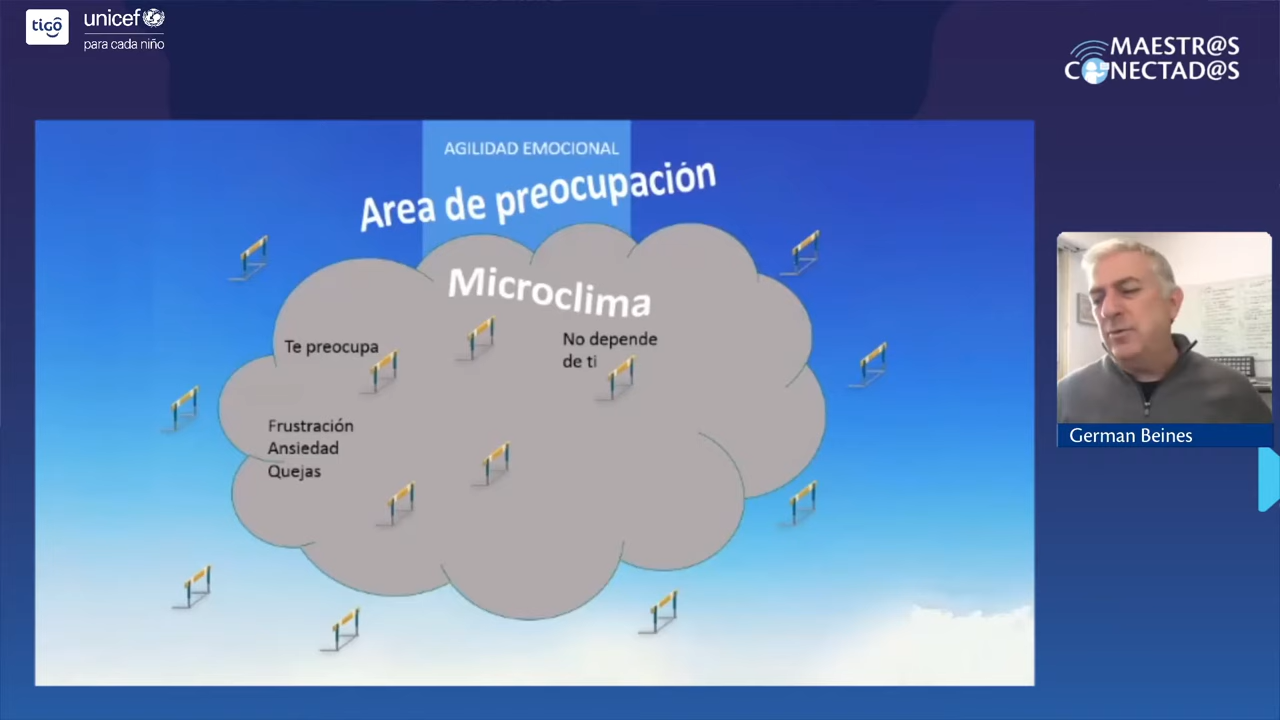 tigo
unicef
para cada niño
MAESTR@S
CONECTAD@S
AGILIDAD EMOCIONAL
Area de preocupación
Microclima
Te preocupa
No depende
de ti
Frustración
Ansiedad
Quejas
German Beines